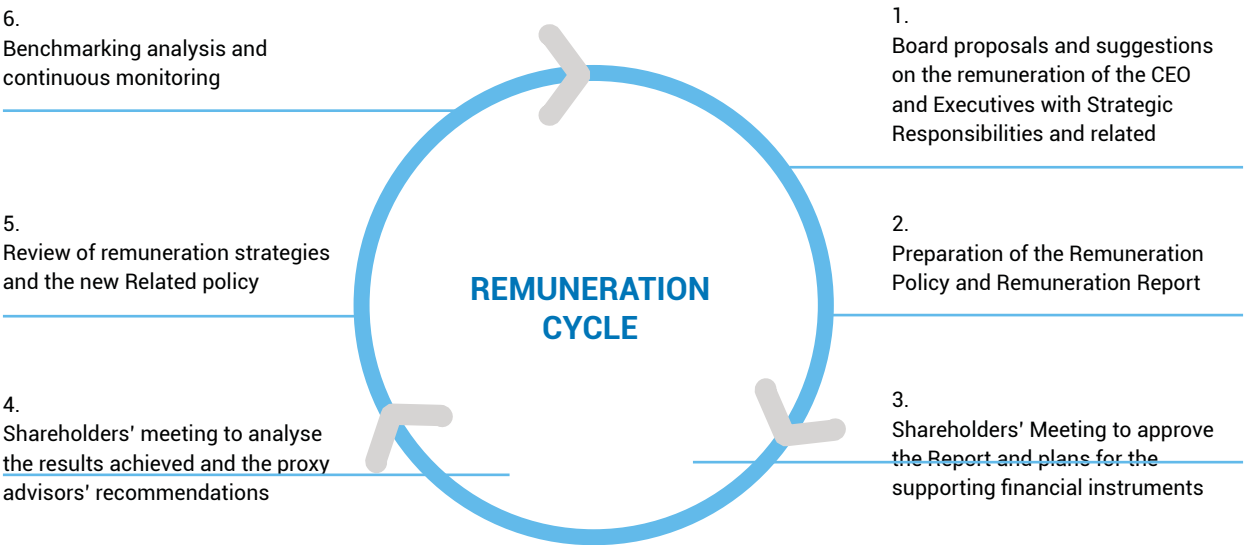 6.
Benchmarking analysis and
continuous monitoring
1.
Board proposals and suggestions
on the remuneration of the CEO
and Executives with Strategic
Responsibilities and related
5.
Review of remuneration strategies
and the new Related policy
2.
Preparation of the Remuneration
Policy and Remuneration Report
REMUNERATION
CYCLE
4.
Shareholders' meeting to analyse
the results achieved and the proxy
advisors' recommendations
3.
Shareholders' Meeting to approve
the Report and plans for the
supporting financial instruments